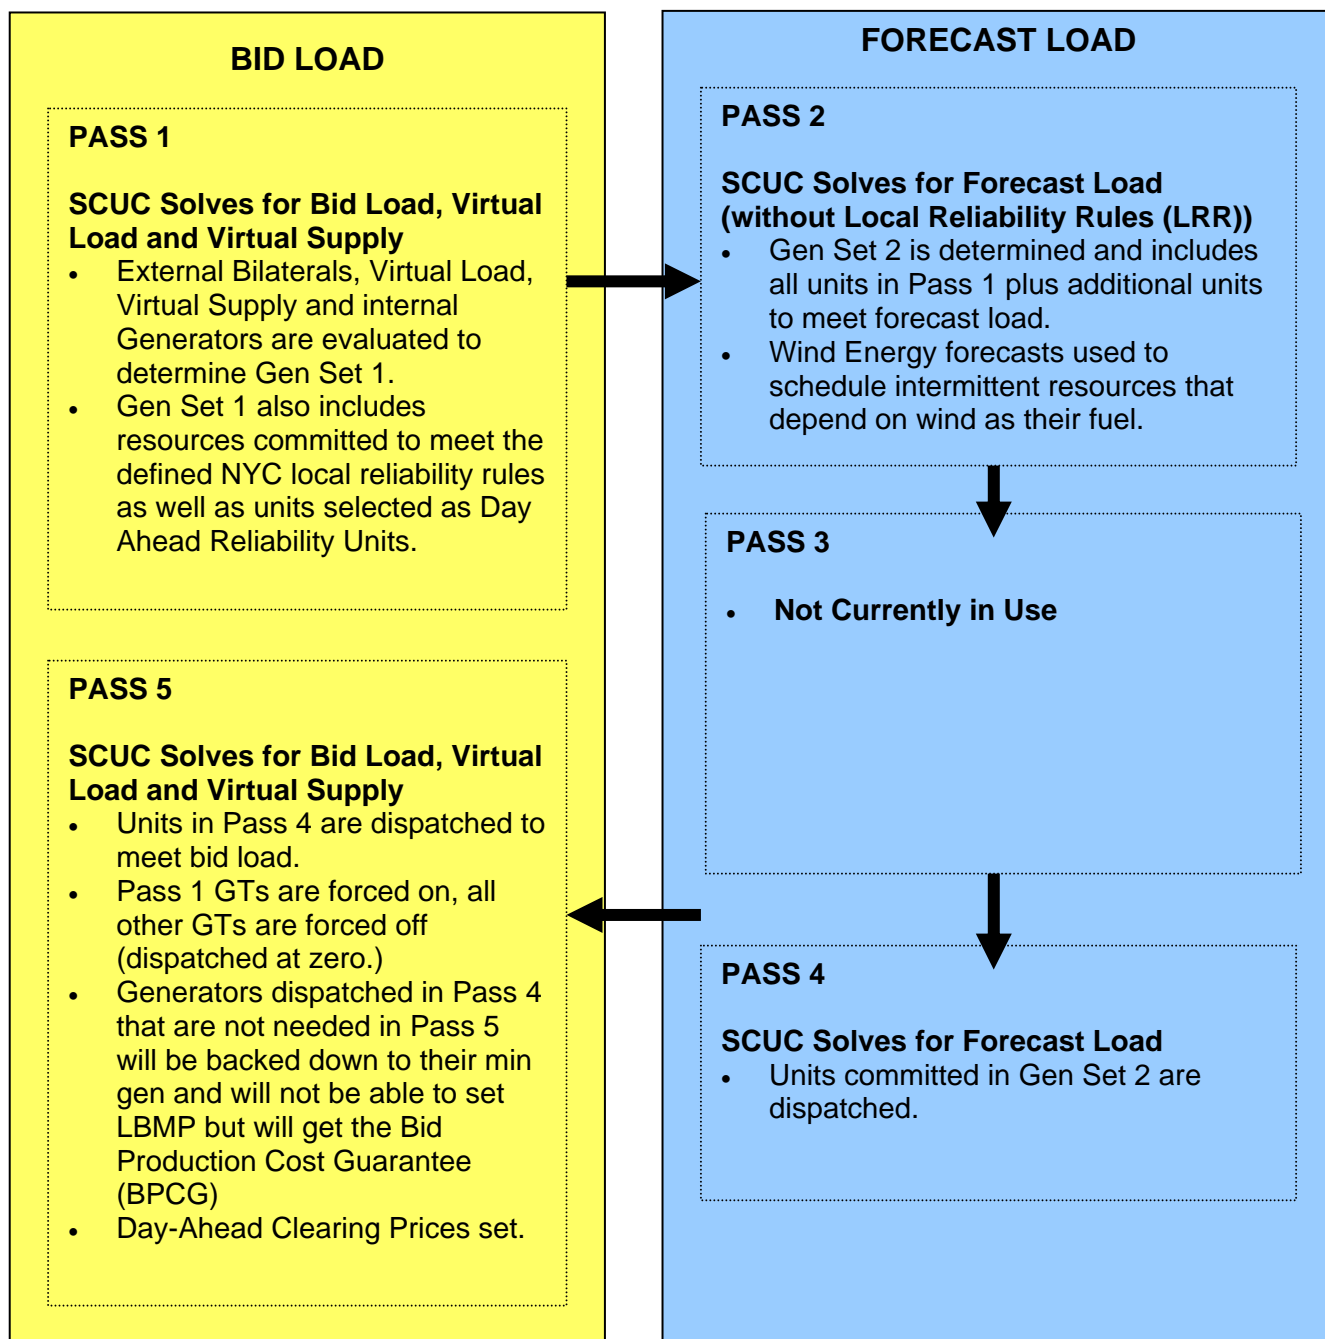 BID LOAD
PASS 1
SCUC Solves for Bid Load, Virtual
Load and Virtual Supply
• External Bilaterals, Virtual Load,
Virtual Supply and internal
Generators are evaluated to
determine Gen Set 1.
• Gen Set 1 also includes
resources committed to meet the
defined NYC local reliability rules
as well as units selected as Day
Ahead Reliability Units.
FORECAST LOAD
PASS 2
SCUC Solves for Forecast Load
(without Local Reliability Rules (LRR))
• Gen Set 2 is determined and includes
all units in Pass 1 plus additional units
to meet forecast load.
• Wind Energy forecasts used to
schedule intermittent resources that
depend on wind as their fuel.
PASS 3
• Not Currently in Use
PASS 4
SCUC Solves for Forecast Load
• Units committed in Gen Set 2 are
dispatched.
PASS 5
SCUC Solves for Bid Load, Virtual
Load and Virtual Supply
• Units in Pass 4 are dispatched to
meet bid load.
• Pass 1 GTs are forced on, all
other GTs are forced off
(dispatched at zero.)
• Generators dispatched in Pass 4
that are not needed in Pass 5
will be backed down to their min
gen and will not be able to set
LBMP but will get the Bid
Production Cost Guarantee
(BPCG)
• Day-Ahead Clearing Prices set.